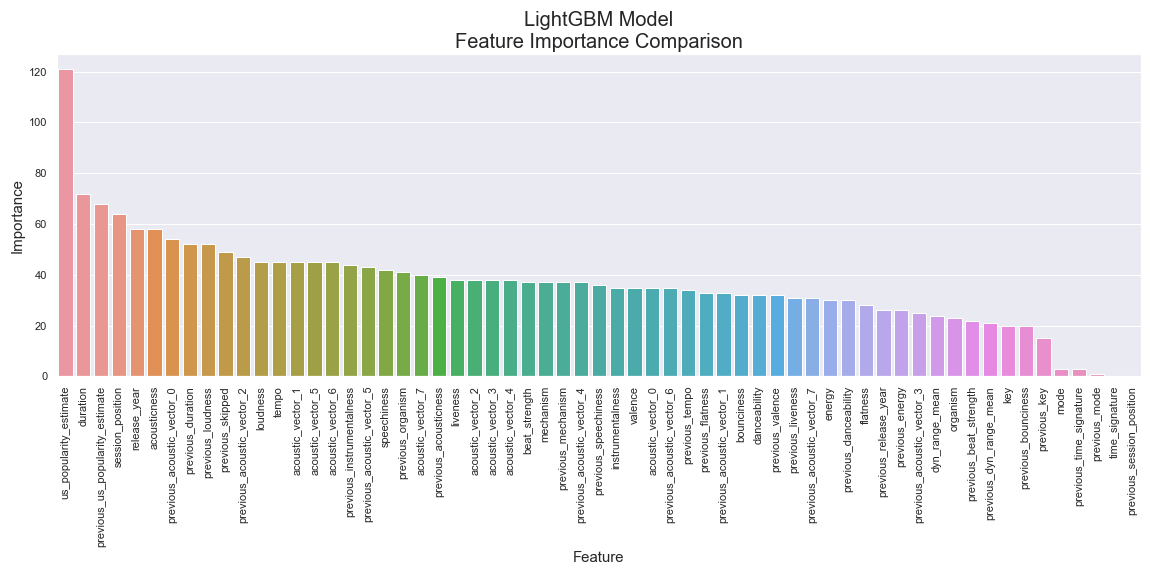 LightGBM Model
Feature Importance Comparison
Importance
120
100
80
60
40
20
0
us_popularity_estimate
duration
previous_us_popularity_estimate
session_position
release_year
acousticness
previous_acoustic_vector_0
previous_duration
previous_loudness
previous_skipped
previous_acoustic_vector_2
loudness
tempo
acoustic_vector_1
acoustic_vector_5
acoustic_vector_6
previous_instrumentalness
previous_acoustic_vector_5
speechiness
previous_organism
acoustic_vector_7
previous_acousticness
liveness
acoustic_vector_2
acoustic_vector_3
acoustic_vector_4
beat_strength
mechanism
previous_mechanism
previous_acoustic_vector_4
previous_speechiness
instrumentalness
valence
acoustic_vector_0
previous_acoustic_vector_6
previous_tempo
previous_flatness
previous_acoustic_vector_1
bounciness
danceability
previous_valence
previous_liveness
previous_acoustic_vector_7
energy
previous_danceability
flatness
previous_release_year
previous_energy
previous_acoustic_vector_3
dyn_range_mean
organism
previous_beat_strength
previous_dyn_range_mean
key
previous_bounciness
previous_key
mode
previous_time_signature
previous_mode
time_signature
previous_session_position
Feature